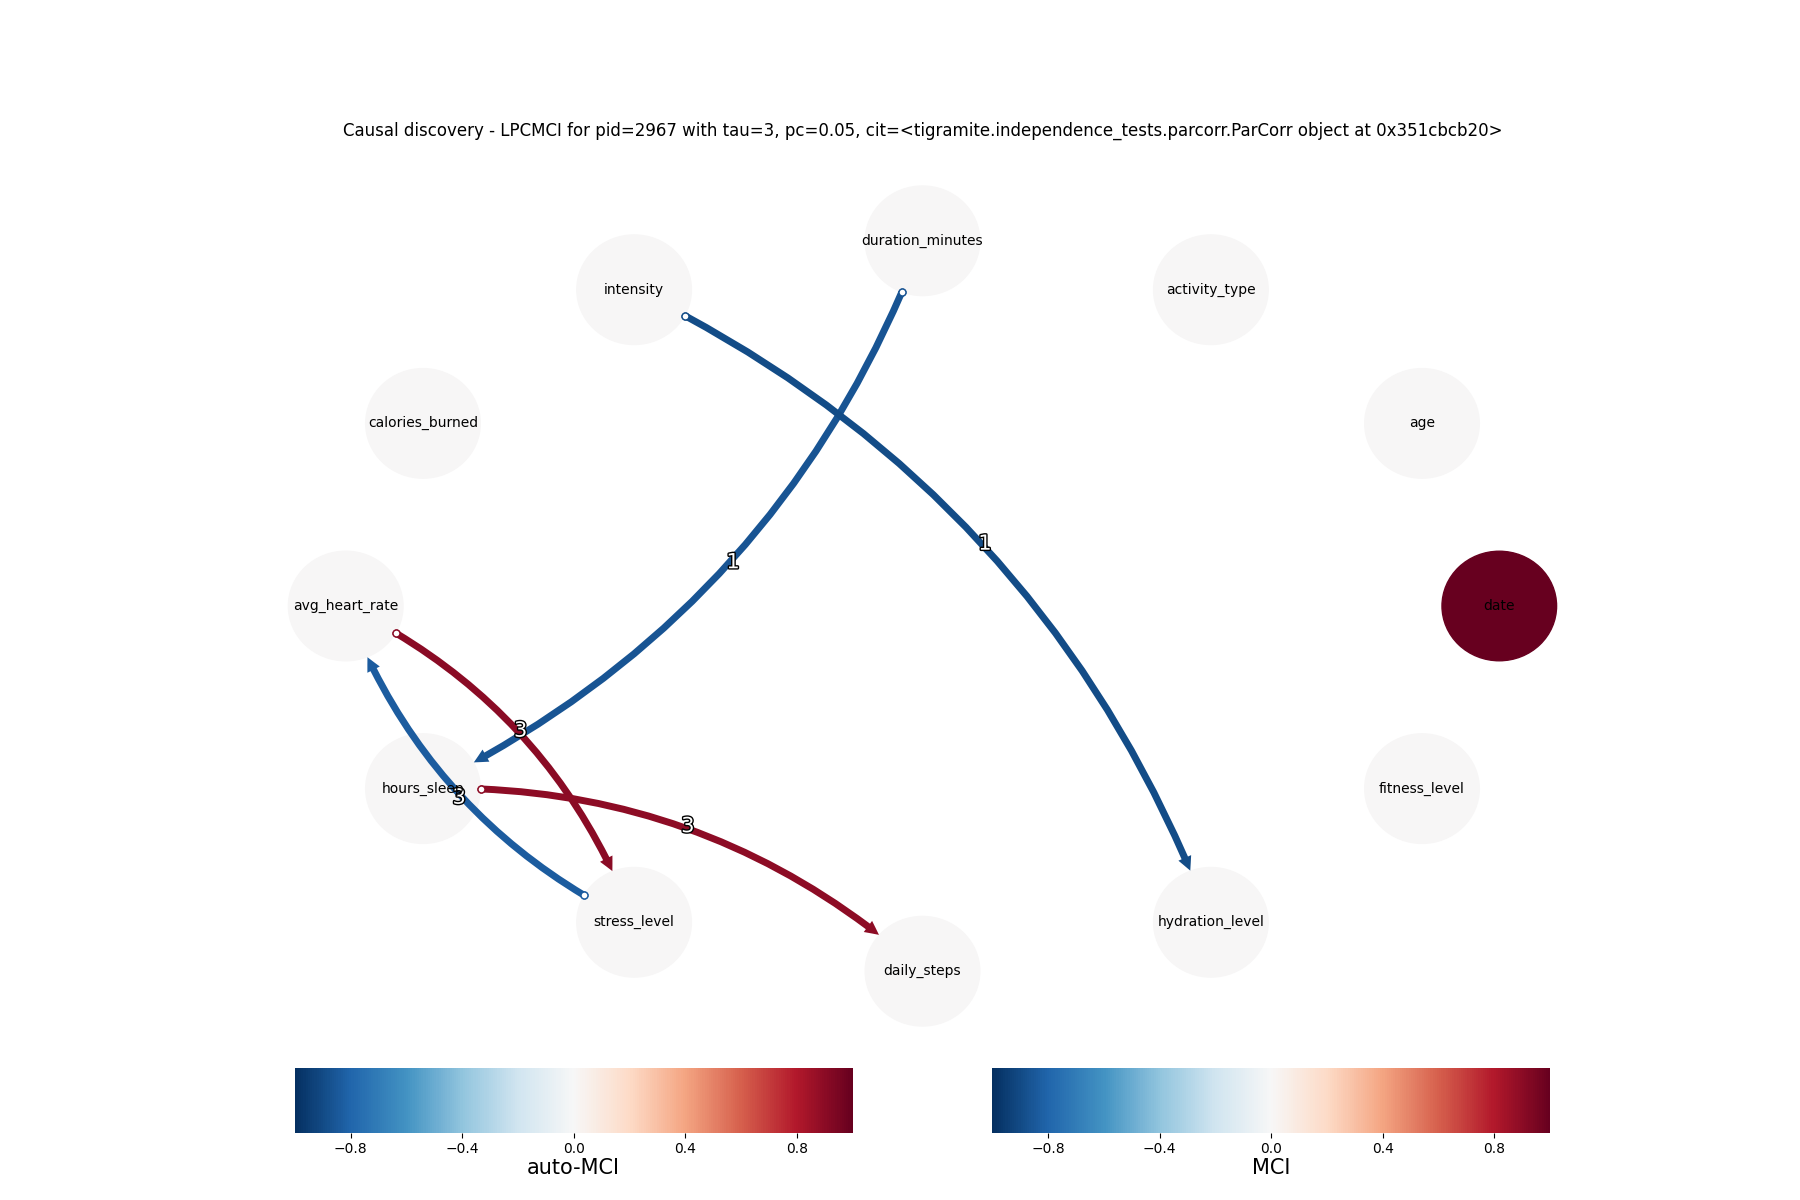 Causal discovery - LPCMCI for pid=2967 with tau=3, pc=0.05, cit=<tigramite.independence_tests.parcorr.ParCorr object at 0x351cbcb20>
duration_minutes
intensity
activity_type
calories_burned
age
1
1
avg_heart_rate
date
3
hours_sleep
3
3
fitness_level
stress_level
hydration_level
daily_steps
−0.8 −0.4 0.0 0.4 0.8
auto-MCI
−0.8 −0.4 0.0 0.4 0.8
MCI